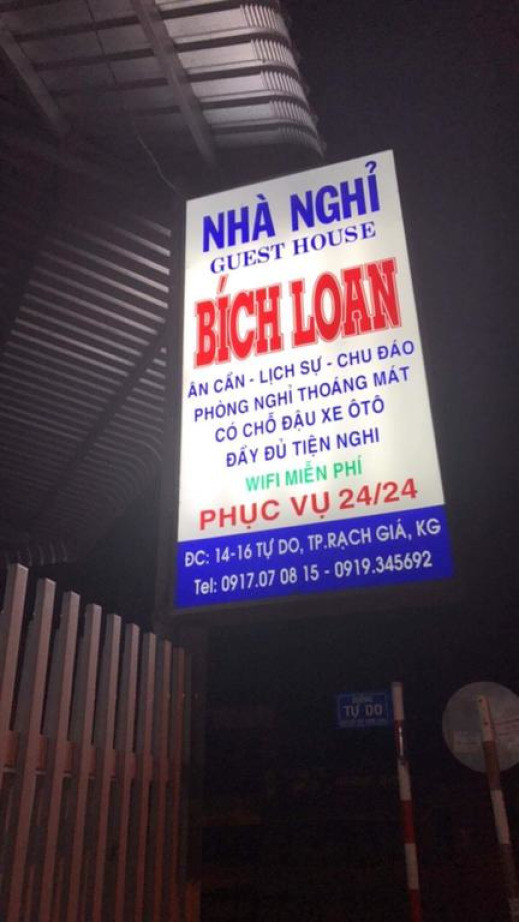 NHÀ NGHỈ
GUEST HOUSE
BÍCH LOAN
ÂN CẦN - LỊCH SỰ - CHU ĐÁO
PHÒNG NGHỈ THOÁNG MÁT
CÓ CHỖ ĐẬU XE ÔTÔ
ĐẦY ĐỦ TIỆN NGHI
WIFI MIỄN PHÍ
PHỤC VỤ 24/24
ĐC: 14-16 TỰ DO, TP.RẠCH GIÁ, KG
Tel: 0917.07 08 15 - 0919.345692
ĐƯỜNG
TỰ DO